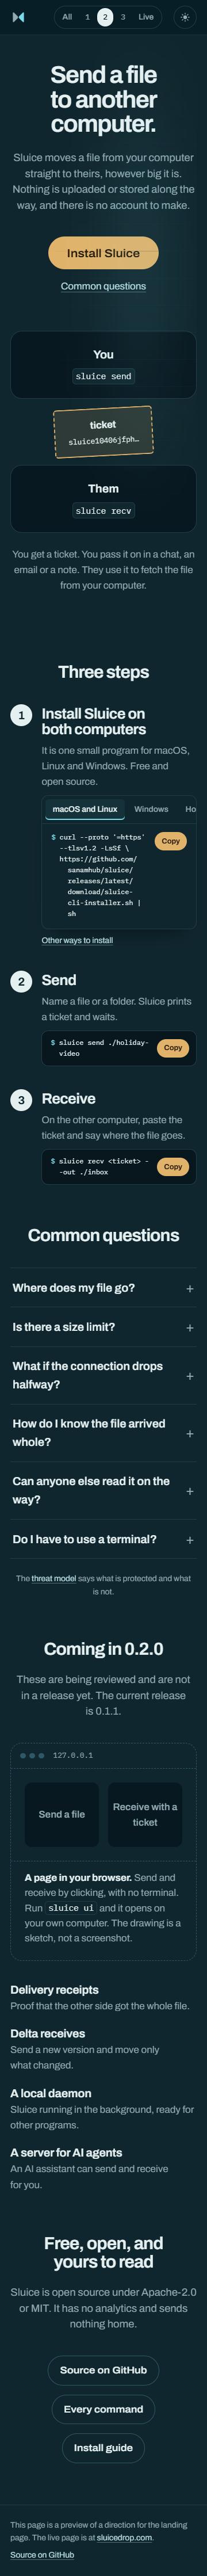 All 1 2 3 Live
Send a file
to another
computer.
Sluice moves a file from your computer
straight to theirs, however big it is.
Nothing is uploaded or stored along the
way, and there is no account to make.
Install Sluice
Common questions
You
sluice send
ticket
sluice10406jfph…
Them
sluice recv
You get a ticket. You pass it on in a chat, an
email or a note. They use it to fetch the file
from your computer.
Three steps
1
Install Sluice on
both computers
It is one small program for macOS,
Linux and Windows. Free and
open source.
macOS and Linux Windows Ho
$ curl --proto '=https'
--tlsv1.2 -LsSf \
https://github.com/
sanamhub/sluice/
releases/latest/
download/sluice-
cli-installer.sh |
sh
Copy
Other ways to install
2
Send
Name a file or a folder. Sluice prints
a ticket and waits.
$ sluice send ./holiday-
video
Copy
3
Receive
On the other computer, paste the
ticket and say where the file goes.
$ sluice recv <ticket> -
-out ./inbox
Copy
Common questions
Where does my file go? +
Is there a size limit? +
What if the connection drops
halfway? +
How do I know the file arrived
whole? +
Can anyone else read it on the
way? +
Do I have to use a terminal? +
The threat model says what is protected and what
is not.
Coming in 0.2.0
These are being reviewed and are not
in a release yet. The current release
is 0.1.1.
127.0.0.1
Send a file
Receive with a
ticket
A page in your browser. Send and
receive by clicking, with no terminal.
Run sluice ui and it opens on
your own computer. The drawing is a
sketch, not a screenshot.
Delivery receipts
Proof that the other side got the whole file.
Delta receives
Send a new version and move only
what changed.
A local daemon
Sluice running in the background, ready for
other programs.
A server for AI agents
An AI assistant can send and receive
for you.
Free, open, and
yours to read
Sluice is open source under Apache-2.0
or MIT. It has no analytics and sends
nothing home.
Source on GitHub
Every command
Install guide
This page is a preview of a direction for the landing
page. The live page is at sluicedrop.com.
Source on GitHub